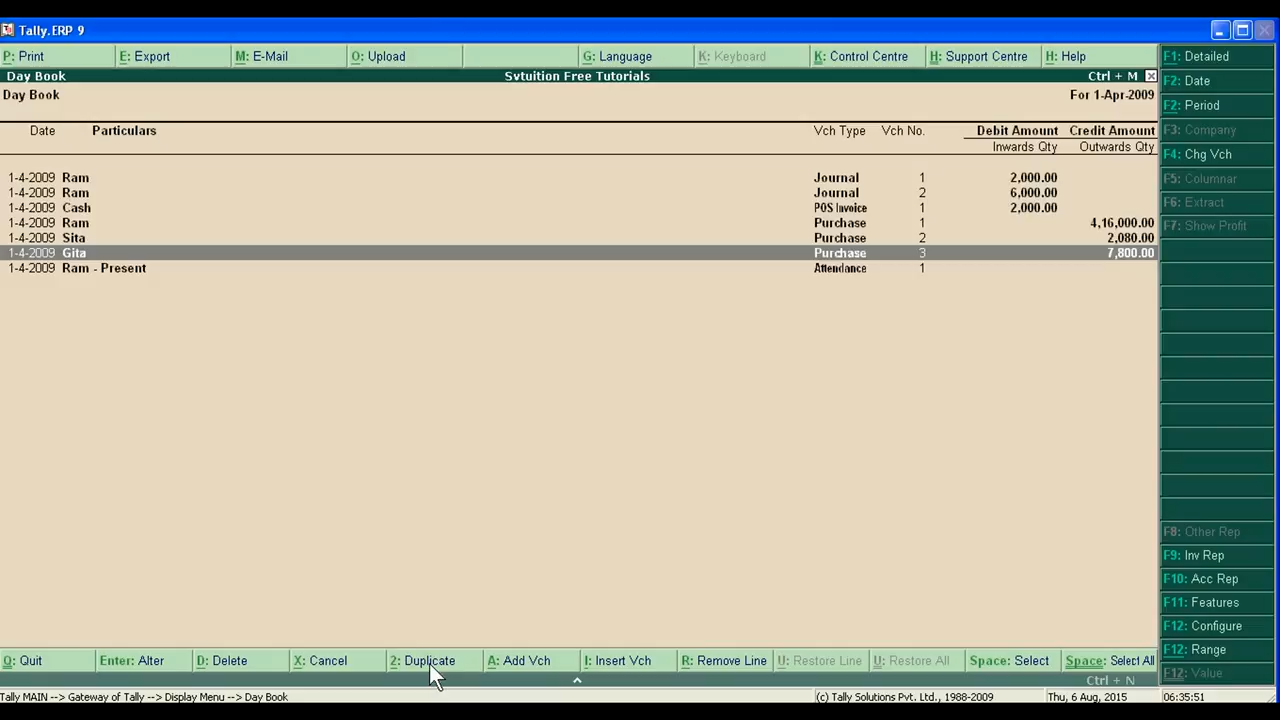 Tally.ERP 9
P: Print E: Export M: E-Mail O: Upload G: Language K: Keyboard K: Control Centre H: Support Centre H: Help
Day Book Svtuition Free Tutorials Ctrl + M
Day Book For 1-Apr-2009
Date Particulars Vch Type Vch No. Debit Amount Credit Amount
Inwards Qty Outwards Qty
1-4-2009 Ram Journal 1 2,000.00
1-4-2009 Ram Journal 2 6,000.00
1-4-2009 Cash POS Invoice 1 2,000.00
1-4-2009 Ram Purchase 1 4,16,000.00
1-4-2009 Sita Purchase 2 2,080.00
1-4-2009 Gita Purchase 3 7,800.00
1-4-2009 Ram - Present Attendance 1
F1: Detailed
F2: Date
F2: Period
F3: Company
F4: Chg Vch
F5: Columnar
F6: Extract
F7: Show Profit
F8: Other Rep
F9: Inv Rep
F10: Acc Rep
F11: Features
F12: Configure
F12: Range
F12: Value
Q: Quit Enter: Alter D: Delete X: Cancel 2: Duplicate A: Add Vch I: Insert Vch R: Remove Line U: Restore Line U: Restore All Space: Select Space: Select All
Ctrl + N
Tally MAIN --> Gateway of Tally --> Display Menu --> Day Book (c) Tally Solutions Pvt. Ltd., 1988-2009 Thu, 6 Aug, 2015 06:35:51